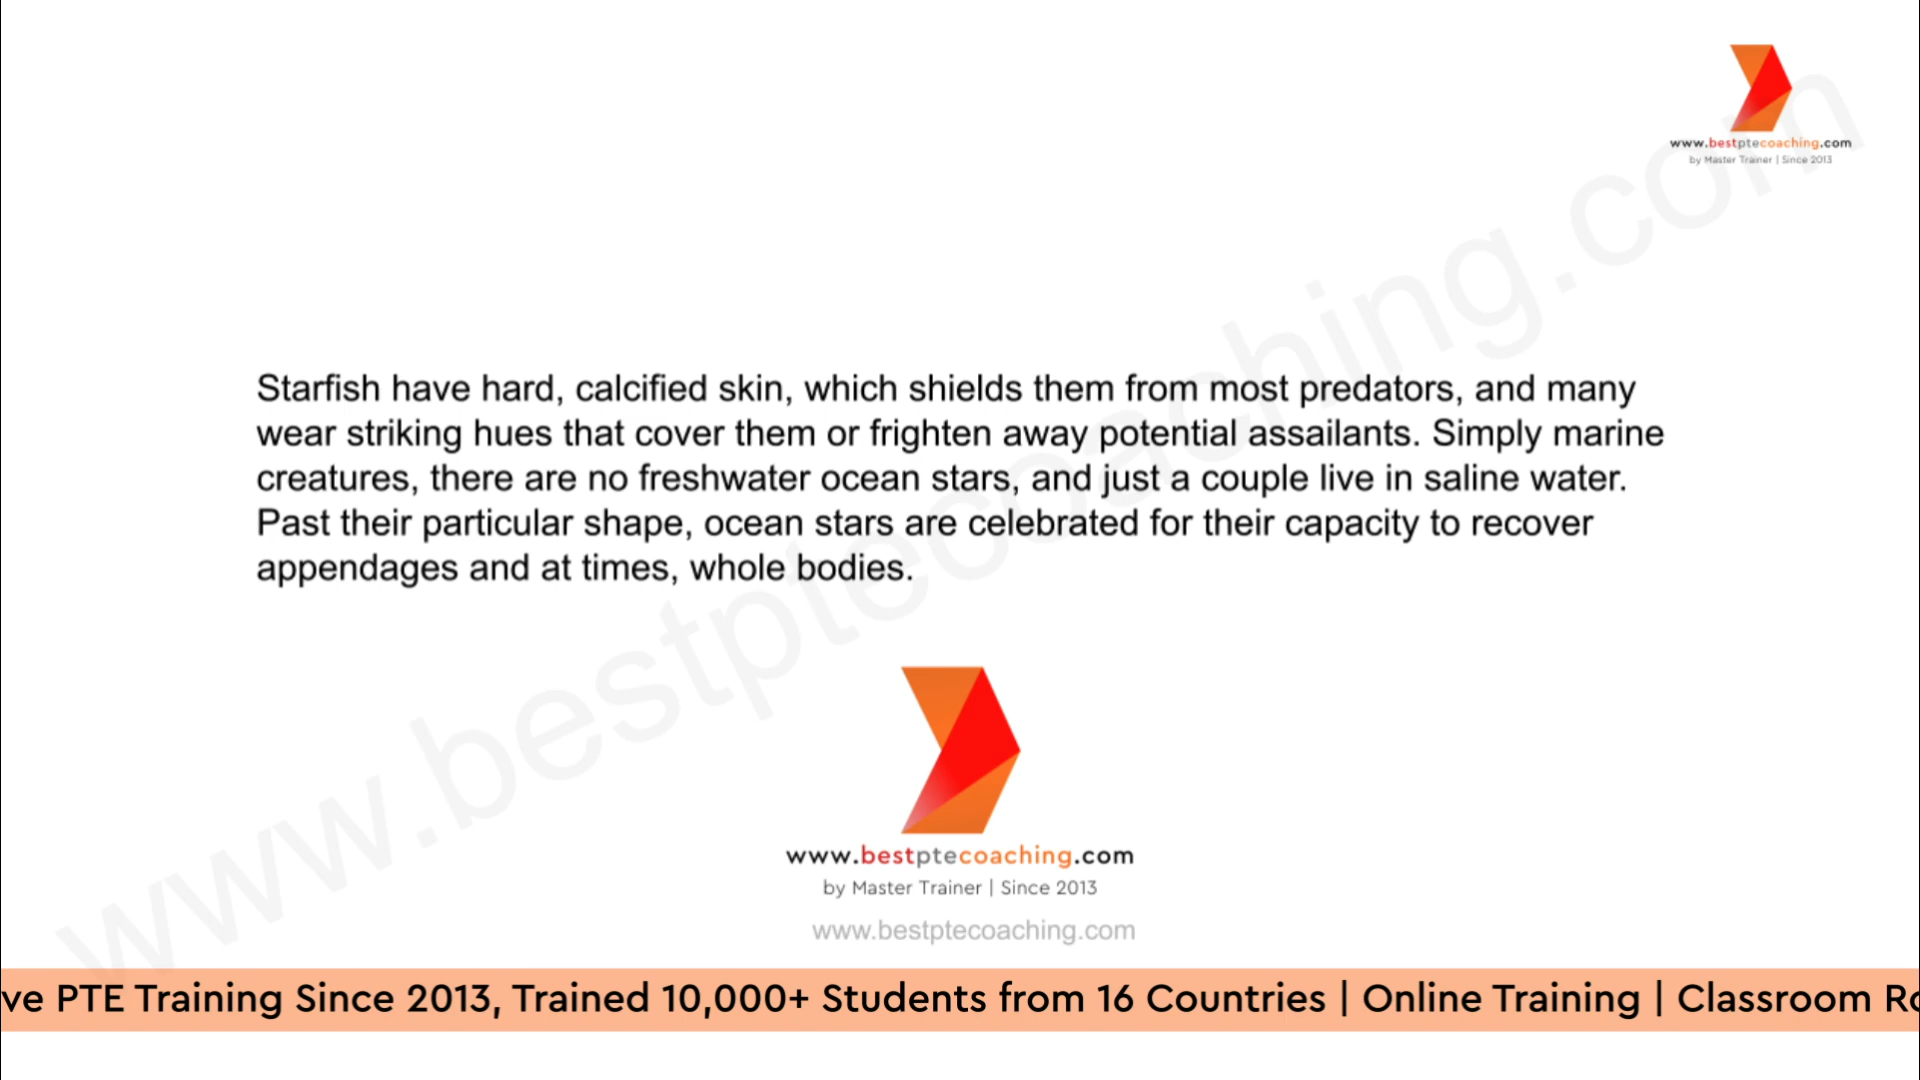 www.bestptecoaching.com
by Master Trainer | Since 2013
www.bestptecoaching.com
Starfish have hard, calcified skin, which shields them from most predators, and many
wear striking hues that cover them or frighten away potential assailants. Simply marine
creatures, there are no freshwater ocean stars, and just a couple live in saline water.
Past their particular shape, ocean stars are celebrated for their capacity to recover
appendages and at times, whole bodies.
www.bestptecoaching.com
by Master Trainer | Since 2013
www.bestptecoaching.com
ve PTE Training Since 2013, Trained 10,000+ Students from 16 Countries | Online Training | Classroom